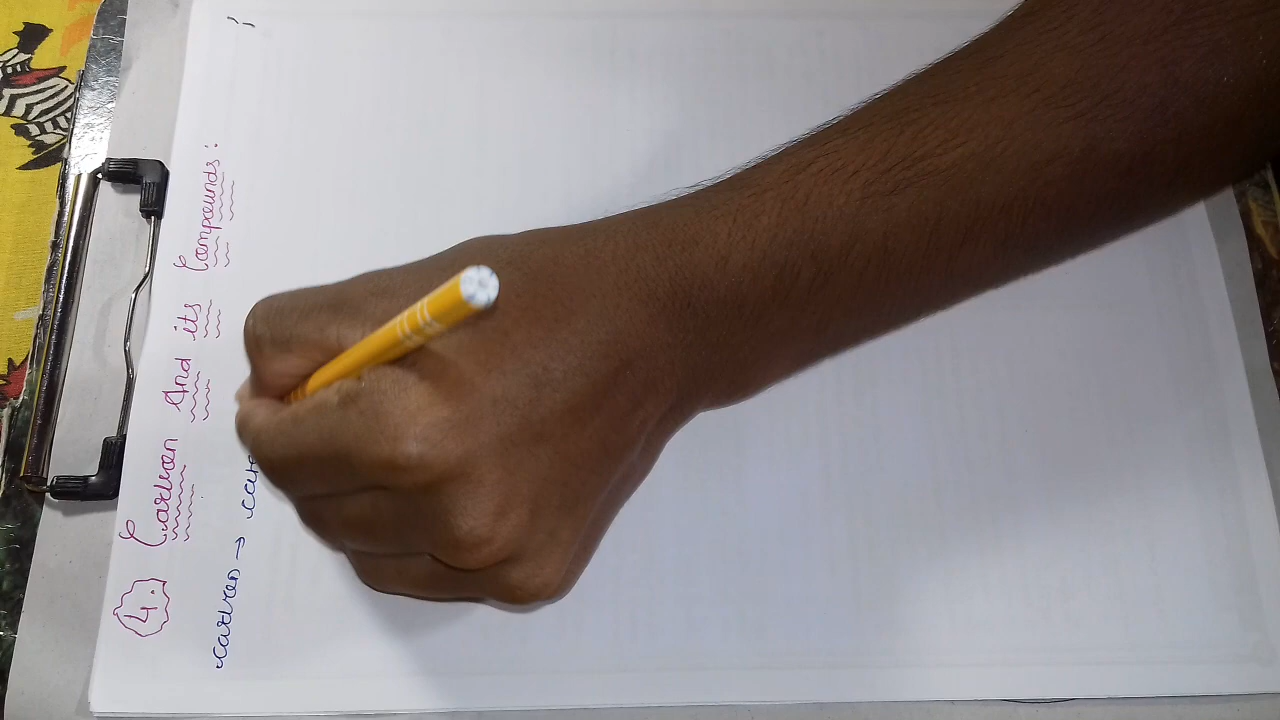 4. Carbon And its Compounds:
carbon →